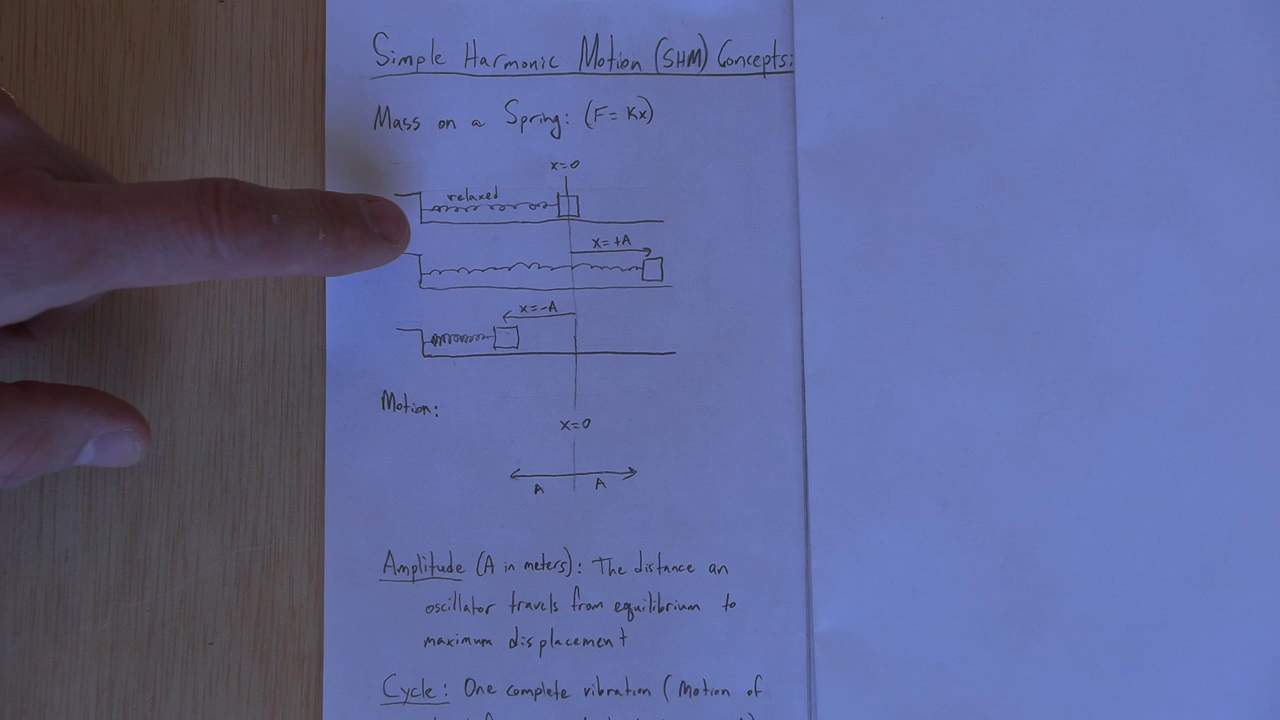 Simple Harmonic Motion (SHM) Concepts:
Mass on a Spring: (F = Kx)
x=0
relaxed
x=+A
x=-A
Motion:
x=0
A A
Amplitude (A in meters): The distance an
oscillator travels from equilibrium to
maximum displacement
Cycle: One complete vibration (Motion of